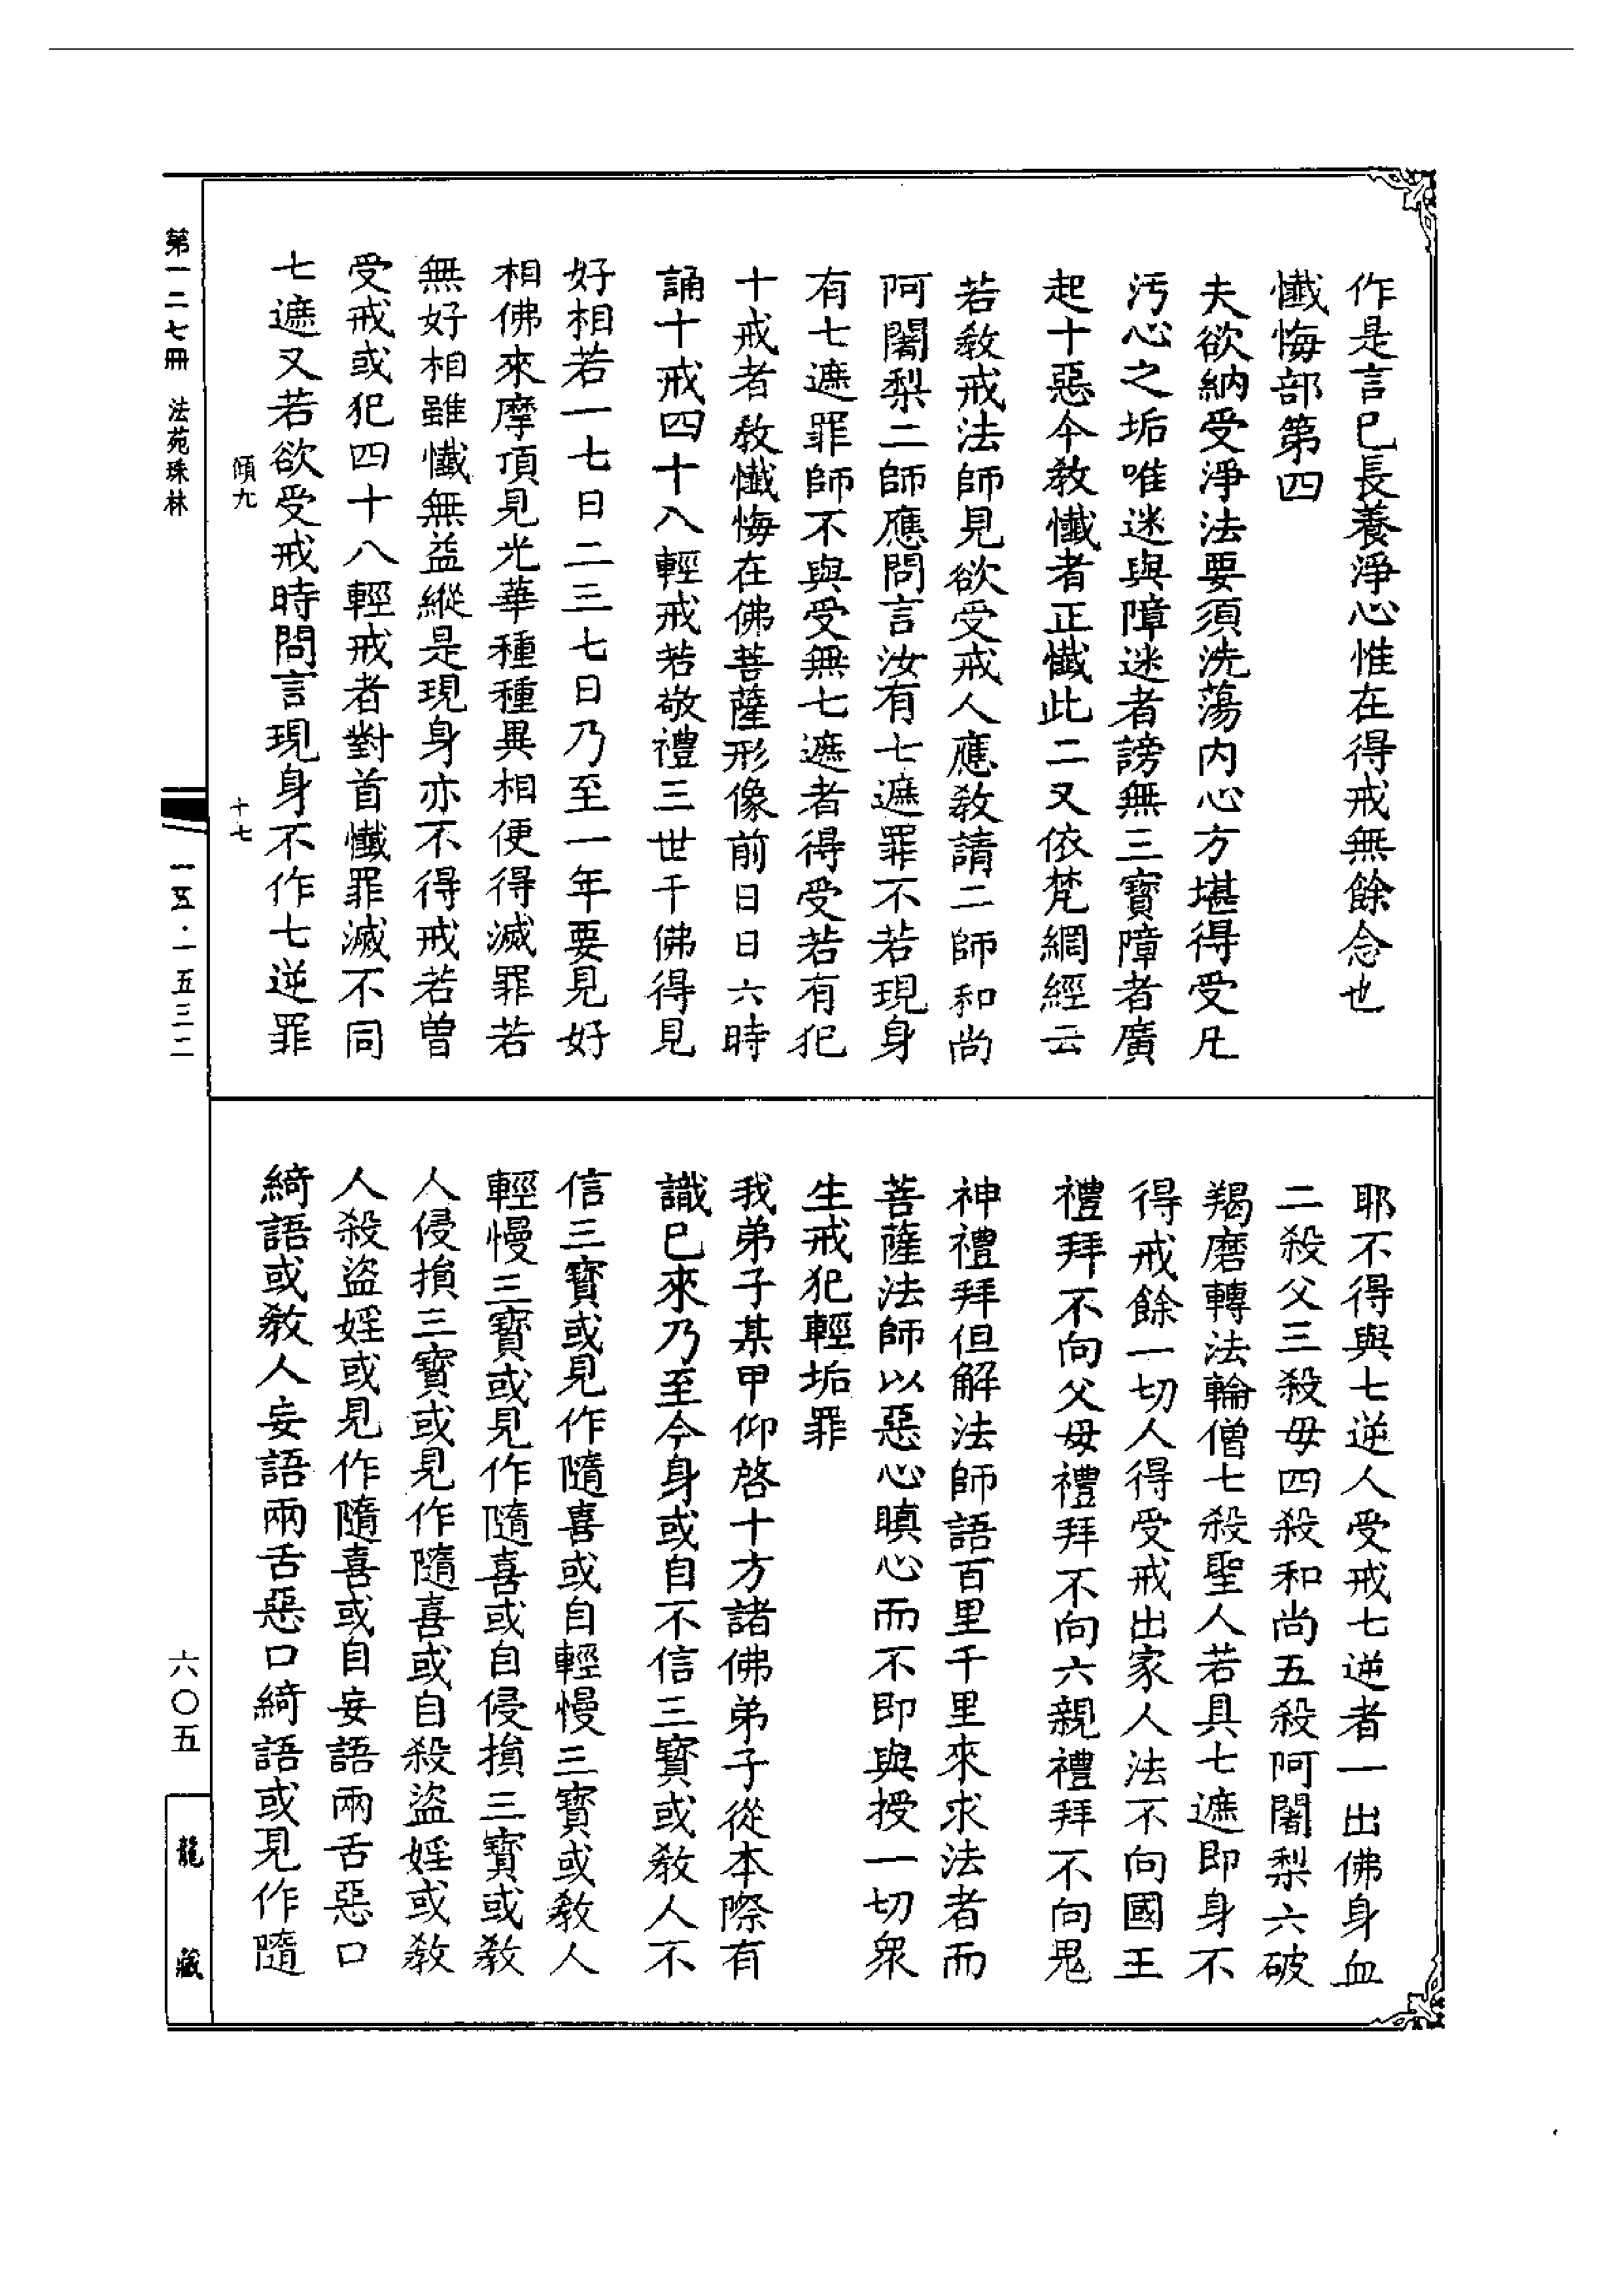 作是言已長養淨心惟在得戒無餘念也
懺悔部第四
夫欲納受淨法要須洗蕩內心方堪得受凡
汚心之垢唯迷與障迷者謗無三寶障者廣
起十惡今教懺者正懺此二又依梵網經云
若教戒法師見欲受戒人應教請二師和尚
阿闍梨二師應問言汝有七遮罪不若現身
有七遮罪師不與受無七遮者得受若有犯
十戒者教懺悔在佛菩薩形像前日日六時
誦十戒四十八輕戒若敬禮三世千佛得見
好相若一七日二三七日乃至一年要見好
相佛來摩頂見光華種種異相便得滅罪若
無好相雖懺無益縱是現身亦不得戒若曾
受戒或犯四十八輕戒者對首懺罪滅不同
七遮又若欲受戒時問言現身不作七逆罪
頎九
十七
耶不得與七逆人受戒七逆者一出佛身血
二殺父三殺母四殺和尚五殺阿闍梨六破
羯磨轉法輪僧七殺聖人若具七遮即身不
得戒餘一切人得受戒出家人法不向國王
禮拜不向父母禮拜不向六親禮拜不向鬼
神禮拜但解法師語百里千里來求法者而
菩薩法師以惡心瞋心而不即與授一切衆
生戒犯輕垢罪
我弟子某甲仰啓十方諸佛弟子從本際有
識已來乃至今身或自不信三寶或教人不
信三寶或見作隨喜或自輕慢三寶或教人
輕慢三寶或見作隨喜或自侵損三寶或教
人侵損三寶或見作隨喜或自殺盜婬或教
人殺盜婬或見作隨喜或自妄語兩舌惡口
綺語或教人妄語兩舌惡口綺語或見作隨
第一二七冊 法苑珠林
一五·一五三二
六〇五
龍藏